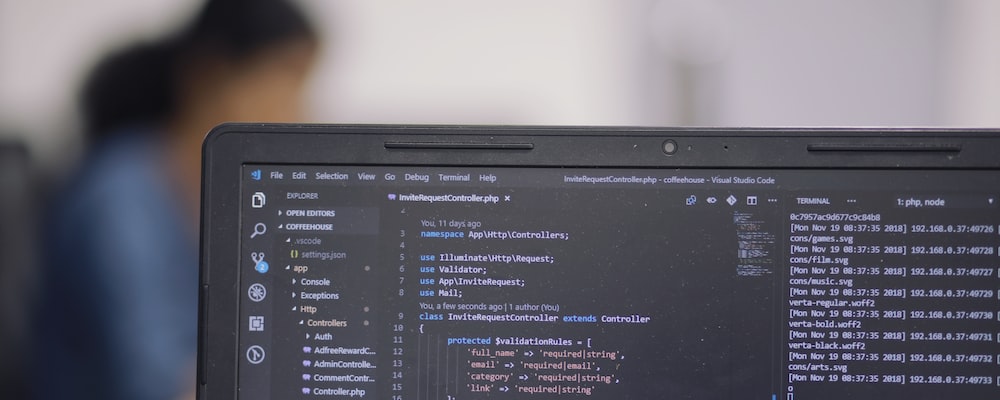 File Edit Selection View Go Debug Terminal Help
InviteRequestController.php - coffeehouse - Visual Studio Code
EXPLORER
OPEN EDITORS
COFFEEHOUSE
.vscode
{} settings.json
app
Console
Exceptions
Http
Controllers
Auth
AdfreeRewardC...
AdminControlle...
CommentContr...
Controller.php
2
InviteRequestController.php ×
2
You, 11 days ago
3 namespace App\Http\Controllers;
5 use Illuminate\Http\Request;
6 use Validator;
7 use App\InviteRequest;
8 use Mail;
You, a few seconds ago | 1 author (You)
9 class InviteRequestController extends Controller
10 {
11 protected $validationRules = [
12 'full_name' => 'required|string',
13 'email' => 'required|email',
14 'category' => 'required|string',
15 'link' => 'required|string'
16 ];
TERMINAL ... 1: php, node
0c7957ac9d677c9c84b8
[Mon Nov 19 08:37:35 2018] 192.168.0.37:49726
cons/games.svg
[Mon Nov 19 08:37:35 2018] 192.168.0.37:49728
cons/film.svg
[Mon Nov 19 08:37:35 2018] 192.168.0.37:49727
cons/music.svg
[Mon Nov 19 08:37:35 2018] 192.168.0.37:49729
verta-regular.woff2
[Mon Nov 19 08:37:35 2018] 192.168.0.37:49730
verta-bold.woff2
[Mon Nov 19 08:37:35 2018] 192.168.0.37:49731
verta-black.woff2
[Mon Nov 19 08:37:35 2018] 192.168.0.37:49732
cons/arts.svg
[Mon Nov 19 08:37:35 2018] 192.168.0.37:49733
o